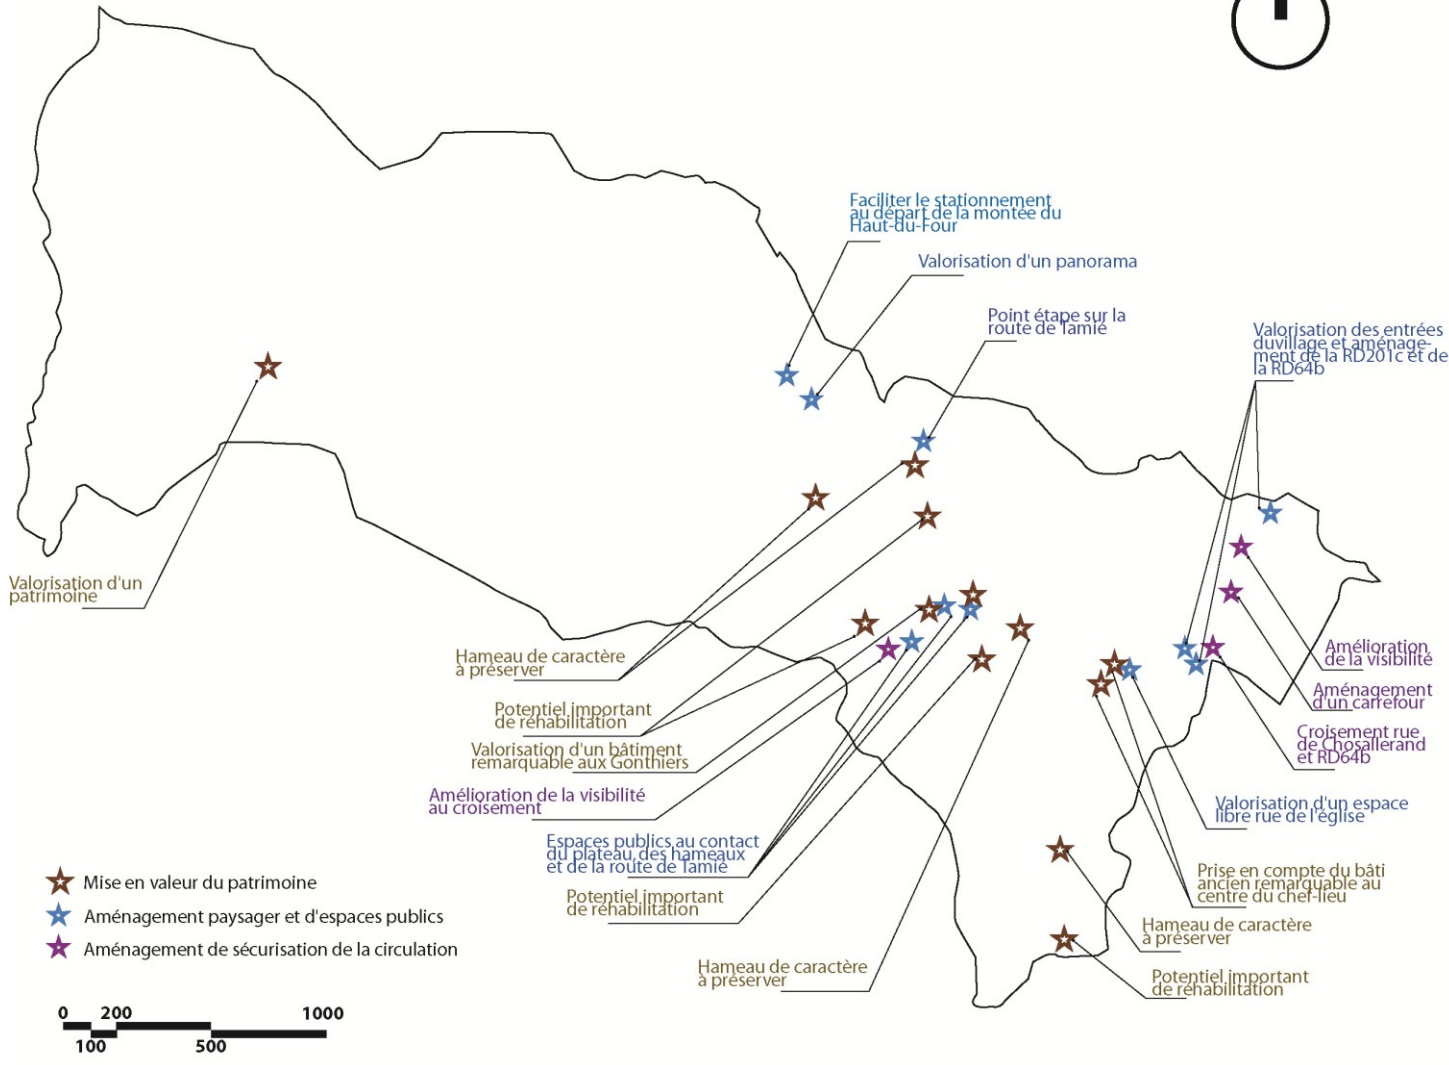 Faciliter le stationnement
au départ de la montée du
Haut-du-Four
Valorisation d'un panorama
Point étape sur la
route de Tamié
Valorisation des entrées
duvillage et aménage-
ment de la RD201c et de
la RD64b
Valorisation d'un
patrimoine
Hameau de caractère
à préserver
Potentiel important
de réhabilitation
Valorisation d'un bâtiment
remarquable aux Gonthiers
Amélioration de la visibilité
au croisement
Espaces publics au contact
du plateau, des hameaux
et de la route de Tamié
Potentiel important
de réhabilitation
Hameau de caractère
à préserver
Amélioration
de la visibilité
Aménagement
d'un carrefour
Croisement rue
de Chosallerand
et RD64b
Valorisation d'un espace
libre rue de l'église
Prise en compte du bâti
ancien remarquable au
centre du chef-lieu
Hameau de caractère
à préserver
Potentiel important
de réhabilitation
Mise en valeur du patrimoine
Aménagement paysager et d'espaces publics
Aménagement de sécurisation de la circulation
0 200 1000
100 500